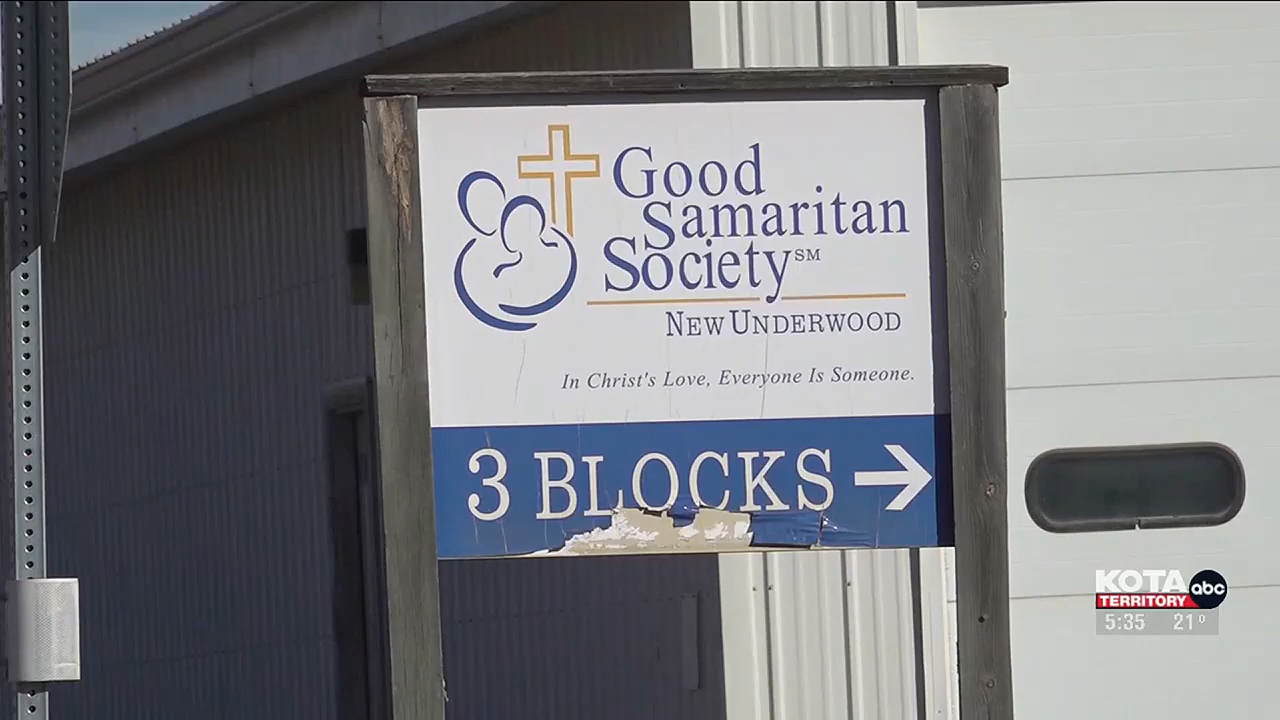 Good
Samaritan
Society SM
NEW UNDERWOOD
In Christ's Love, Everyone Is Someone.
3 BLOCKS →
KOTA
TERRITORY
abc
5:35 21°